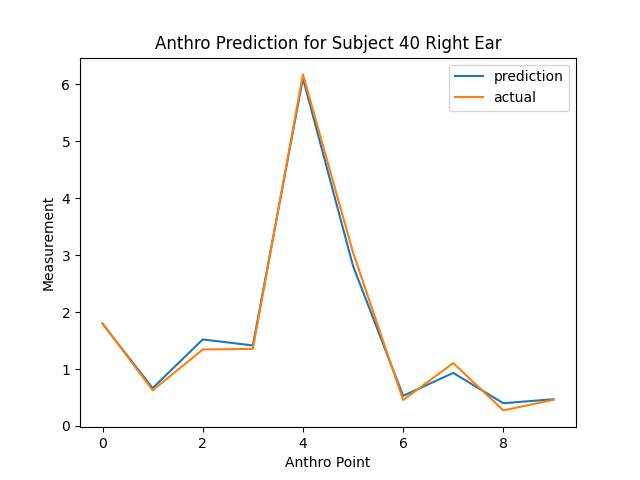 Anthro Prediction for Subject 40 Right Ear
prediction
actual
Measurement
6
5
4
3
2
1
0
0 2 4 6 8
Anthro Point